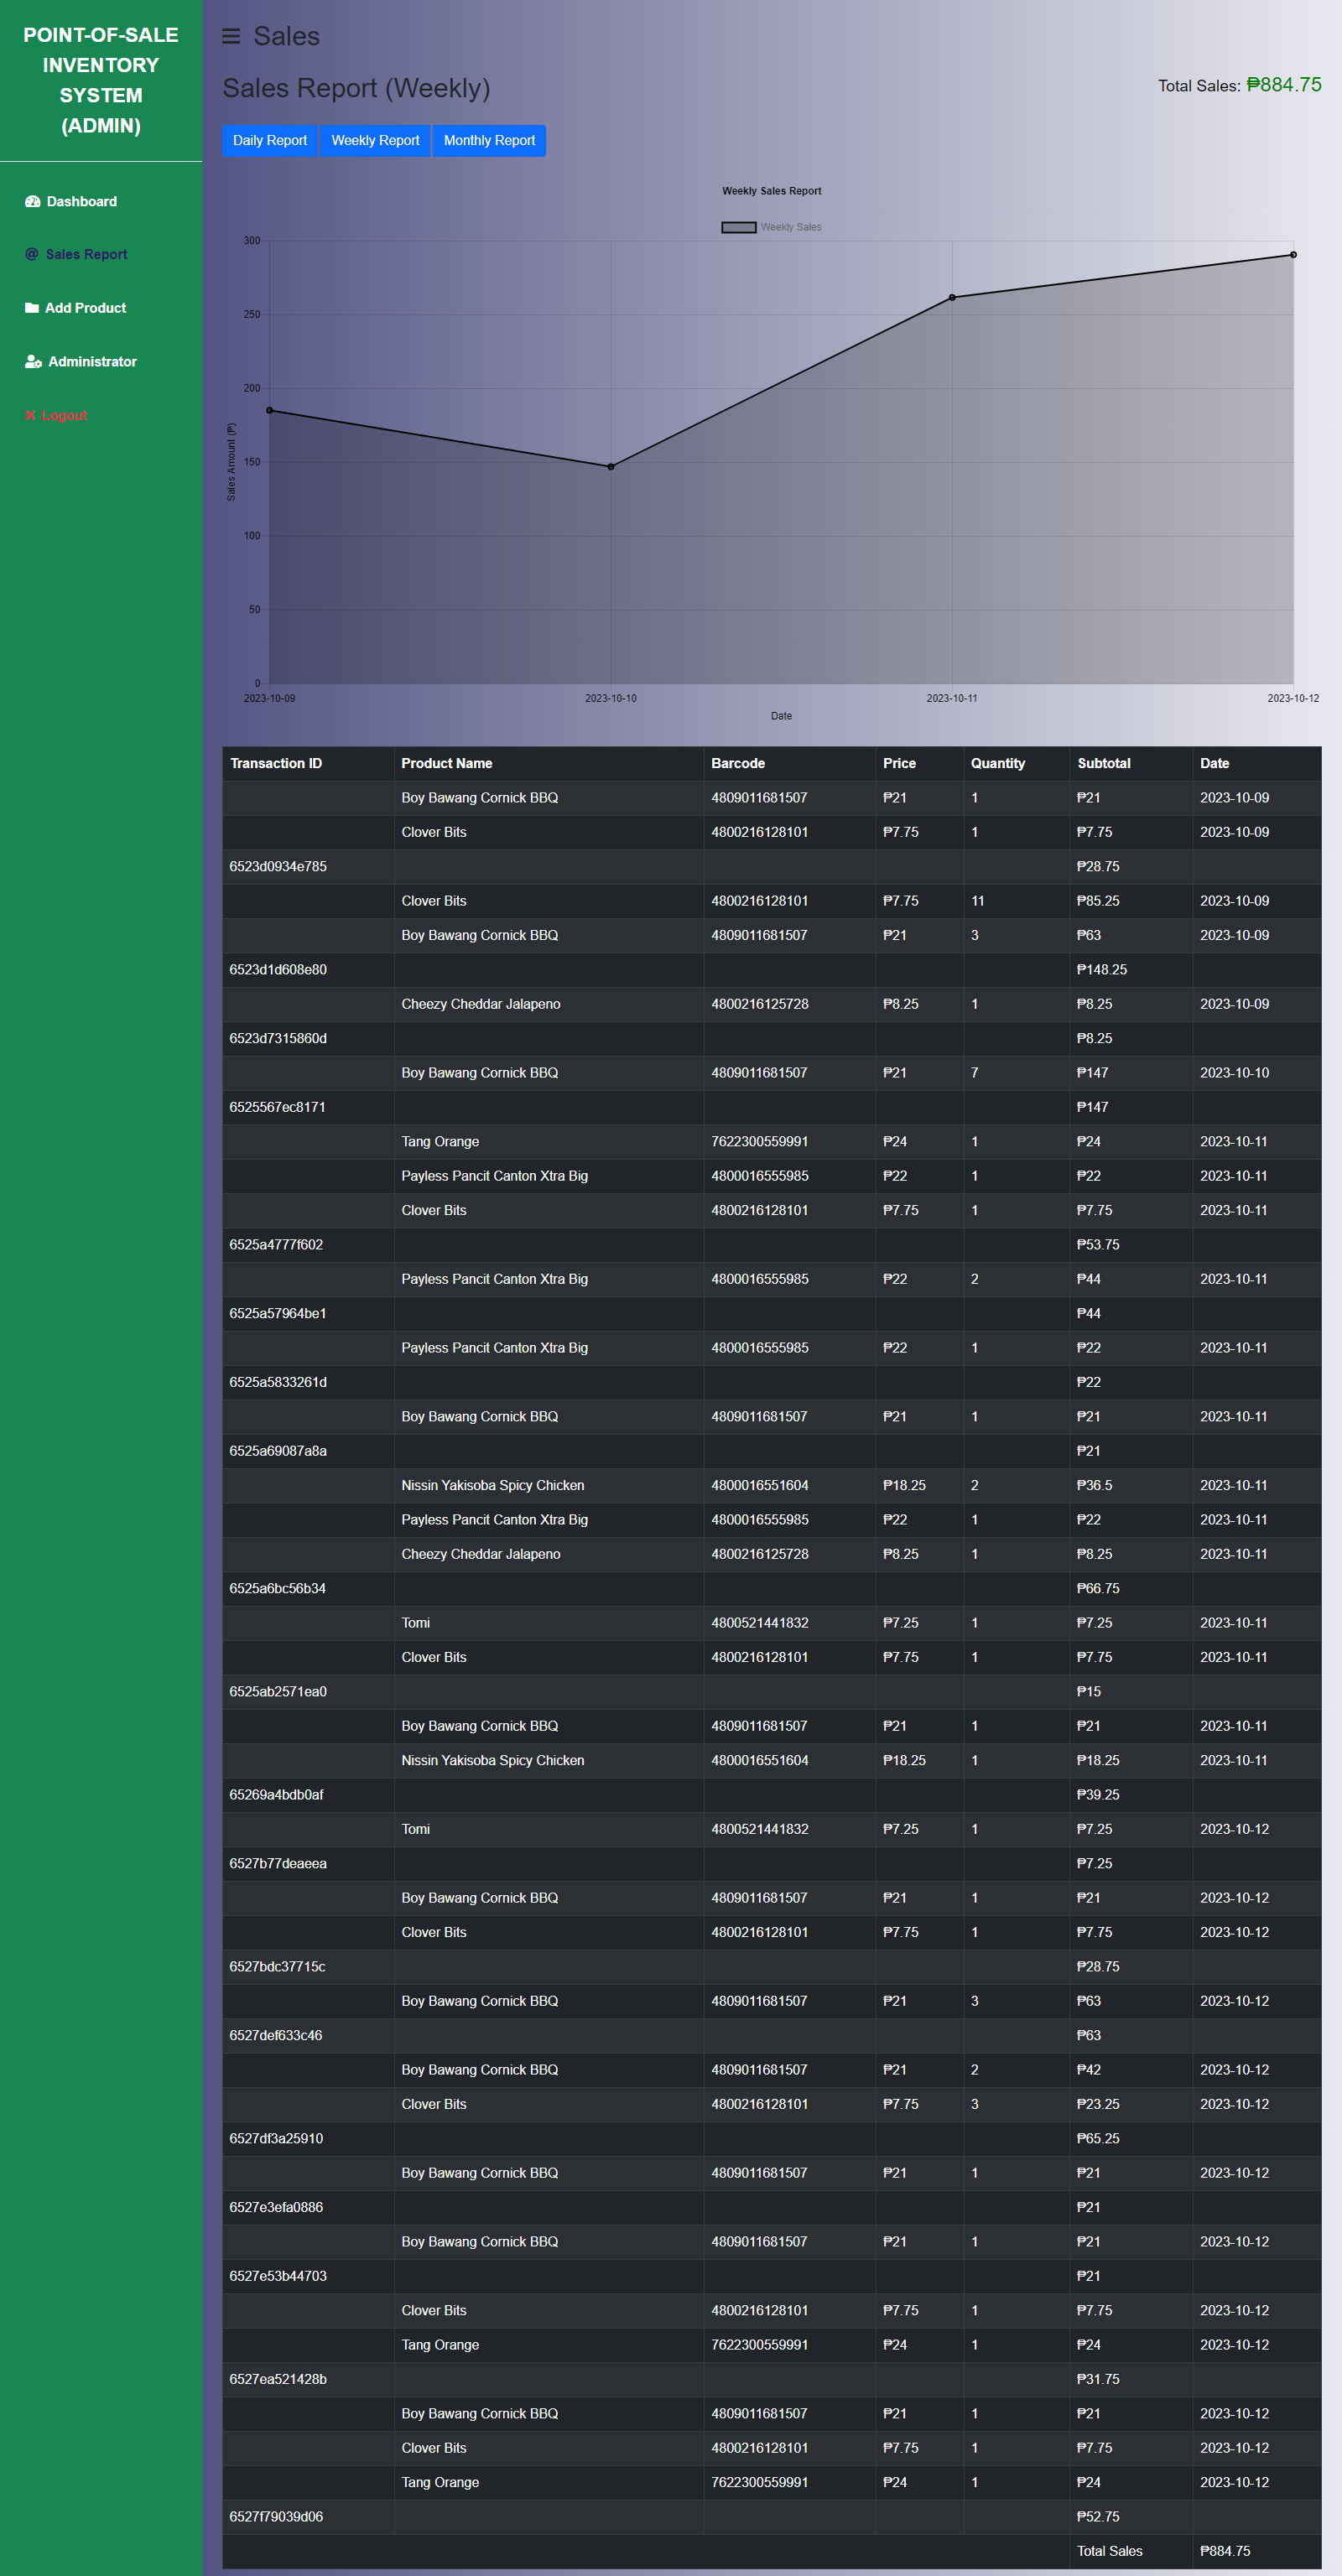 POINT-OF-SALE
INVENTORY
SYSTEM
(ADMIN)
Dashboard
Sales Report
Add Product
Administrator
Logout
Sales
Sales Report (Weekly)
Total Sales: ₱884.75
Daily Report Weekly Report Monthly Report
Weekly Sales Report
Weekly Sales
300
250
200
150
100
50
0
Sales Amount (₱)
2023-10-09 2023-10-10 2023-10-11 2023-10-12
Date
Transaction ID Product Name Barcode Price Quantity Subtotal Date
Boy Bawang Cornick BBQ 4809011681507 ₱21 1 ₱21 2023-10-09
Clover Bits 4800216128101 ₱7.75 1 ₱7.75 2023-10-09
6523d0934e785 ₱28.75
Clover Bits 4800216128101 ₱7.75 11 ₱85.25 2023-10-09
Boy Bawang Cornick BBQ 4809011681507 ₱21 3 ₱63 2023-10-09
6523d1d608e80 ₱148.25
Cheezy Cheddar Jalapeno 4800216125728 ₱8.25 1 ₱8.25 2023-10-09
6523d7315860d ₱8.25
Boy Bawang Cornick BBQ 4809011681507 ₱21 7 ₱147 2023-10-10
6525567ec8171 ₱147
Tang Orange 7622300559991 ₱24 1 ₱24 2023-10-11
Payless Pancit Canton Xtra Big 4800016555985 ₱22 1 ₱22 2023-10-11
Clover Bits 4800216128101 ₱7.75 1 ₱7.75 2023-10-11
6525a4777f602 ₱53.75
Payless Pancit Canton Xtra Big 4800016555985 ₱22 2 ₱44 2023-10-11
6525a57964be1 ₱44
Payless Pancit Canton Xtra Big 4800016555985 ₱22 1 ₱22 2023-10-11
6525a5833261d ₱22
Boy Bawang Cornick BBQ 4809011681507 ₱21 1 ₱21 2023-10-11
6525a69087a8a ₱21
Nissin Yakisoba Spicy Chicken 4800016551604 ₱18.25 2 ₱36.5 2023-10-11
Payless Pancit Canton Xtra Big 4800016555985 ₱22 1 ₱22 2023-10-11
Cheezy Cheddar Jalapeno 4800216125728 ₱8.25 1 ₱8.25 2023-10-11
6525a6bc56b34 ₱66.75
Tomi 4800521441832 ₱7.25 1 ₱7.25 2023-10-11
Clover Bits 4800216128101 ₱7.75 1 ₱7.75 2023-10-11
6525ab2571ea0 ₱15
Boy Bawang Cornick BBQ 4809011681507 ₱21 1 ₱21 2023-10-11
Nissin Yakisoba Spicy Chicken 4800016551604 ₱18.25 1 ₱18.25 2023-10-11
65269a4bdb0af ₱39.25
Tomi 4800521441832 ₱7.25 1 ₱7.25 2023-10-12
6527b77deaeea ₱7.25
Boy Bawang Cornick BBQ 4809011681507 ₱21 1 ₱21 2023-10-12
Clover Bits 4800216128101 ₱7.75 1 ₱7.75 2023-10-12
6527bdc37715c ₱28.75
Boy Bawang Cornick BBQ 4809011681507 ₱21 3 ₱63 2023-10-12
6527def633c46 ₱63
Boy Bawang Cornick BBQ 4809011681507 ₱21 2 ₱42 2023-10-12
Clover Bits 4800216128101 ₱7.75 3 ₱23.25 2023-10-12
6527df3a25910 ₱65.25
Boy Bawang Cornick BBQ 4809011681507 ₱21 1 ₱21 2023-10-12
6527e3efa0886 ₱21
Boy Bawang Cornick BBQ 4809011681507 ₱21 1 ₱21 2023-10-12
6527e53b44703 ₱21
Clover Bits 4800216128101 ₱7.75 1 ₱7.75 2023-10-12
Tang Orange 7622300559991 ₱24 1 ₱24 2023-10-12
6527ea521428b ₱31.75
Boy Bawang Cornick BBQ 4809011681507 ₱21 1 ₱21 2023-10-12
Clover Bits 4800216128101 ₱7.75 1 ₱7.75 2023-10-12
Tang Orange 7622300559991 ₱24 1 ₱24 2023-10-12
6527f79039d06 ₱52.75
Total Sales ₱884.75